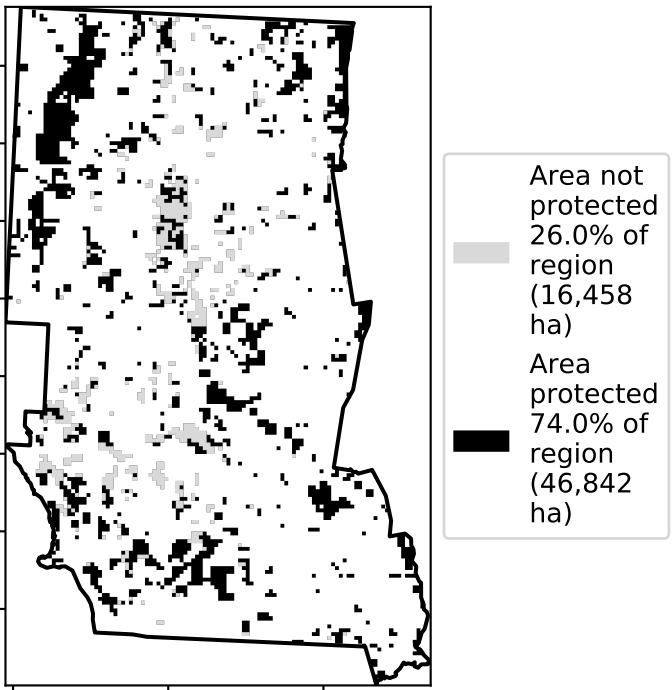 Area not
protected
26.0% of
region
(16,458
ha)
Area
protected
74.0% of
region
(46,842
ha)